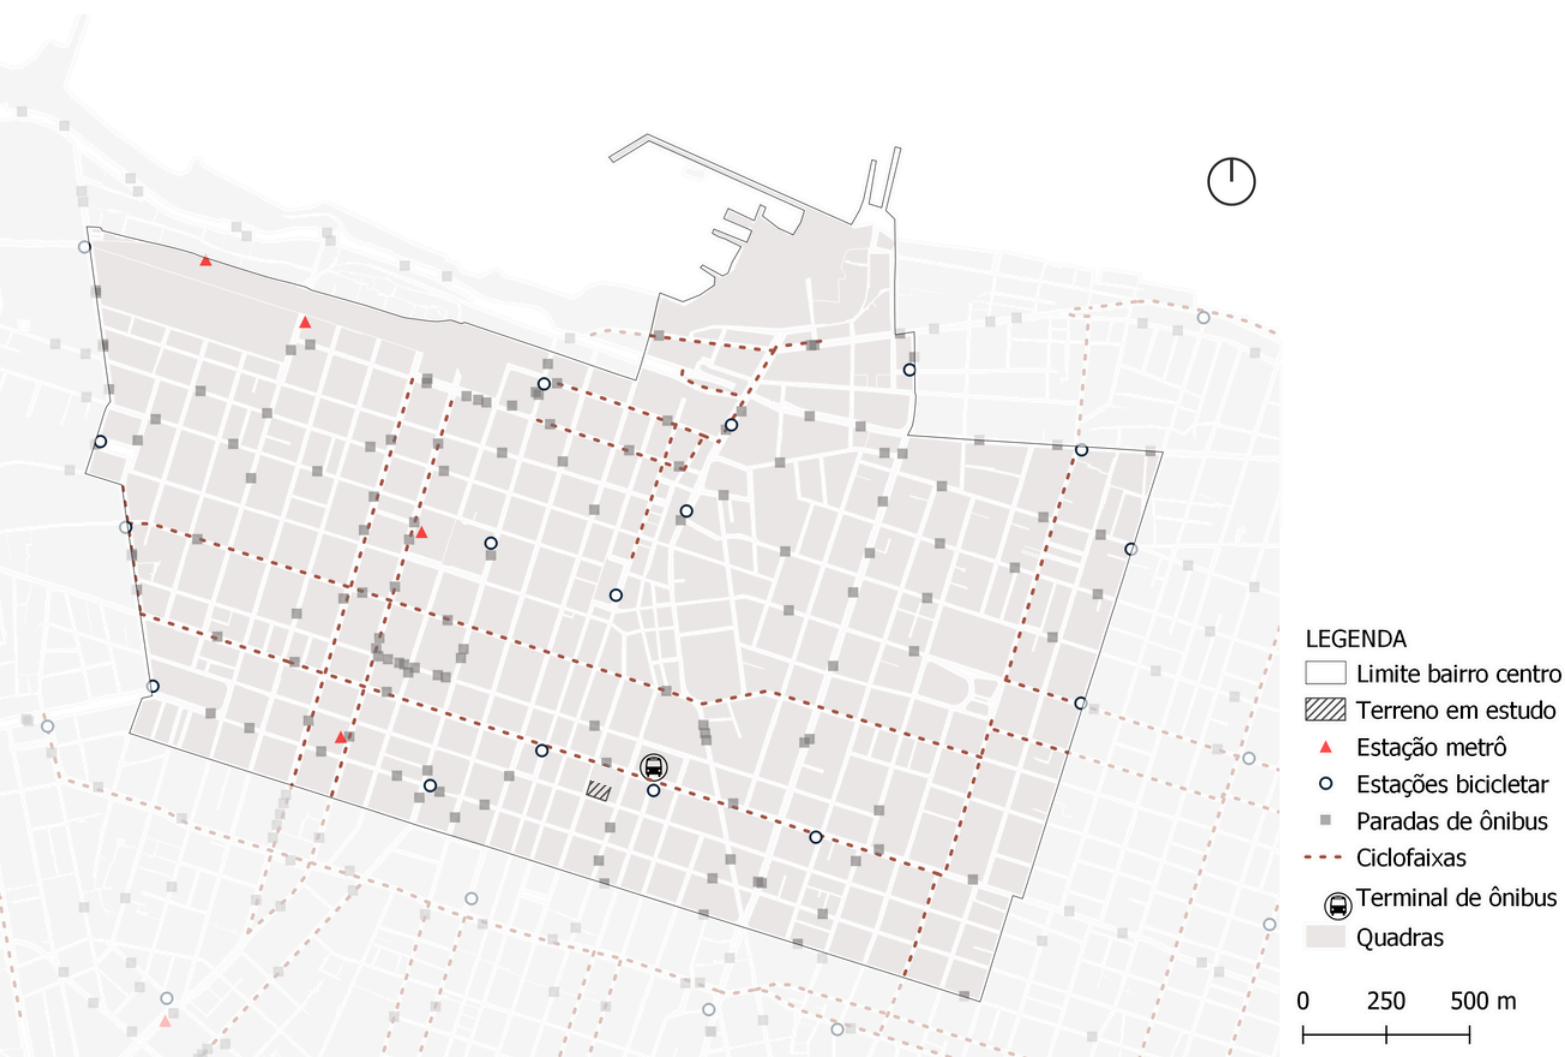 LEGENDA
Limite bairro centro
Terreno em estudo
Estação metrô
Estações bicicletar
Paradas de ônibus
Ciclofaixas
Terminal de ônibus
Quadras
0 250 500 m